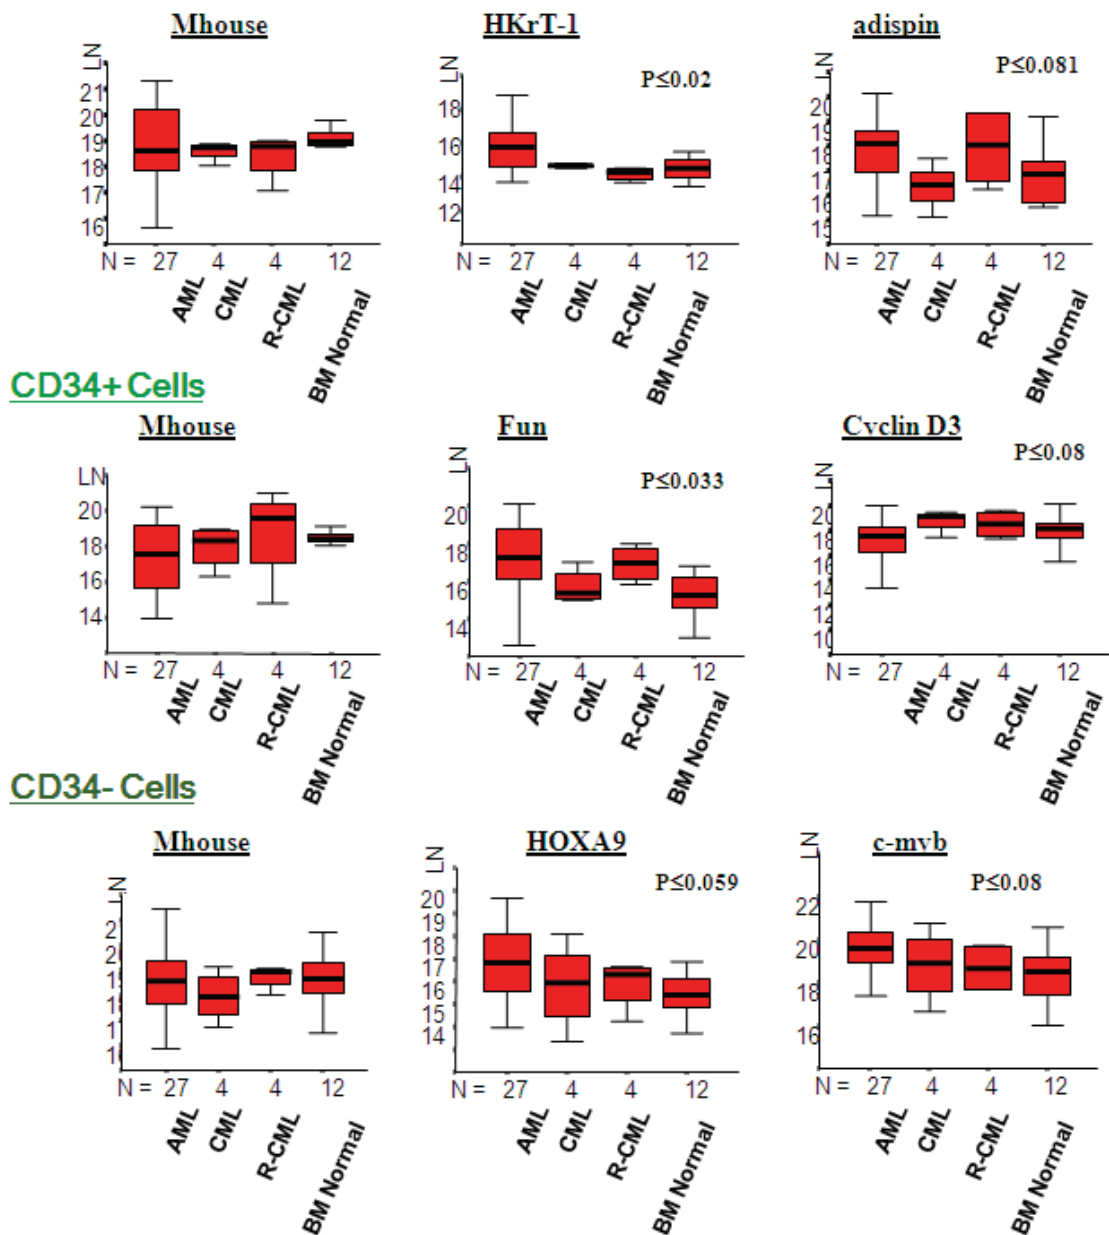 Mhouse
LN
21
20
19
18
17
16
N = 27 4 4 12
AML
CML
R-CML
BM Normal
HKrT-1
LN
P≤0.02
18
16
14
12
27 4 4 12
AML
CML
R-CML
BM Normal
adispin
LN
P≤0.081
20
19
18
17
16
15
N = 27 4 4 12
AML
CML
R-CML
BM Normal
CD34+ Cells
Mhouse
LN
20
18
16
14
N = 27 4 4 12
AML
CML
R-CML
BM Normal
Fun
LN
P≤0.033
20
18
16
14
N = 27 4 4 12
AML
CML
R-CML
BM Normal
Cvclin D3
LN
P≤0.08
20
18
16
14
12
10
N = 27 4 4 12
AML
CML
R-CML
BM Normal
CD34- Cells
Mhouse
LN
N = 27 4 4 12
AML
CML
R-CML
BM Normal
HOXA9
LN
P≤0.059
20
19
18
17
16
15
14
N = 27 4 4 12
AML
CML
R-CML
BM Normal
c-mvb
LN
P≤0.08
22
20
18
16
N = 27 4 4 12
AML
CML
R-CML
BM Normal